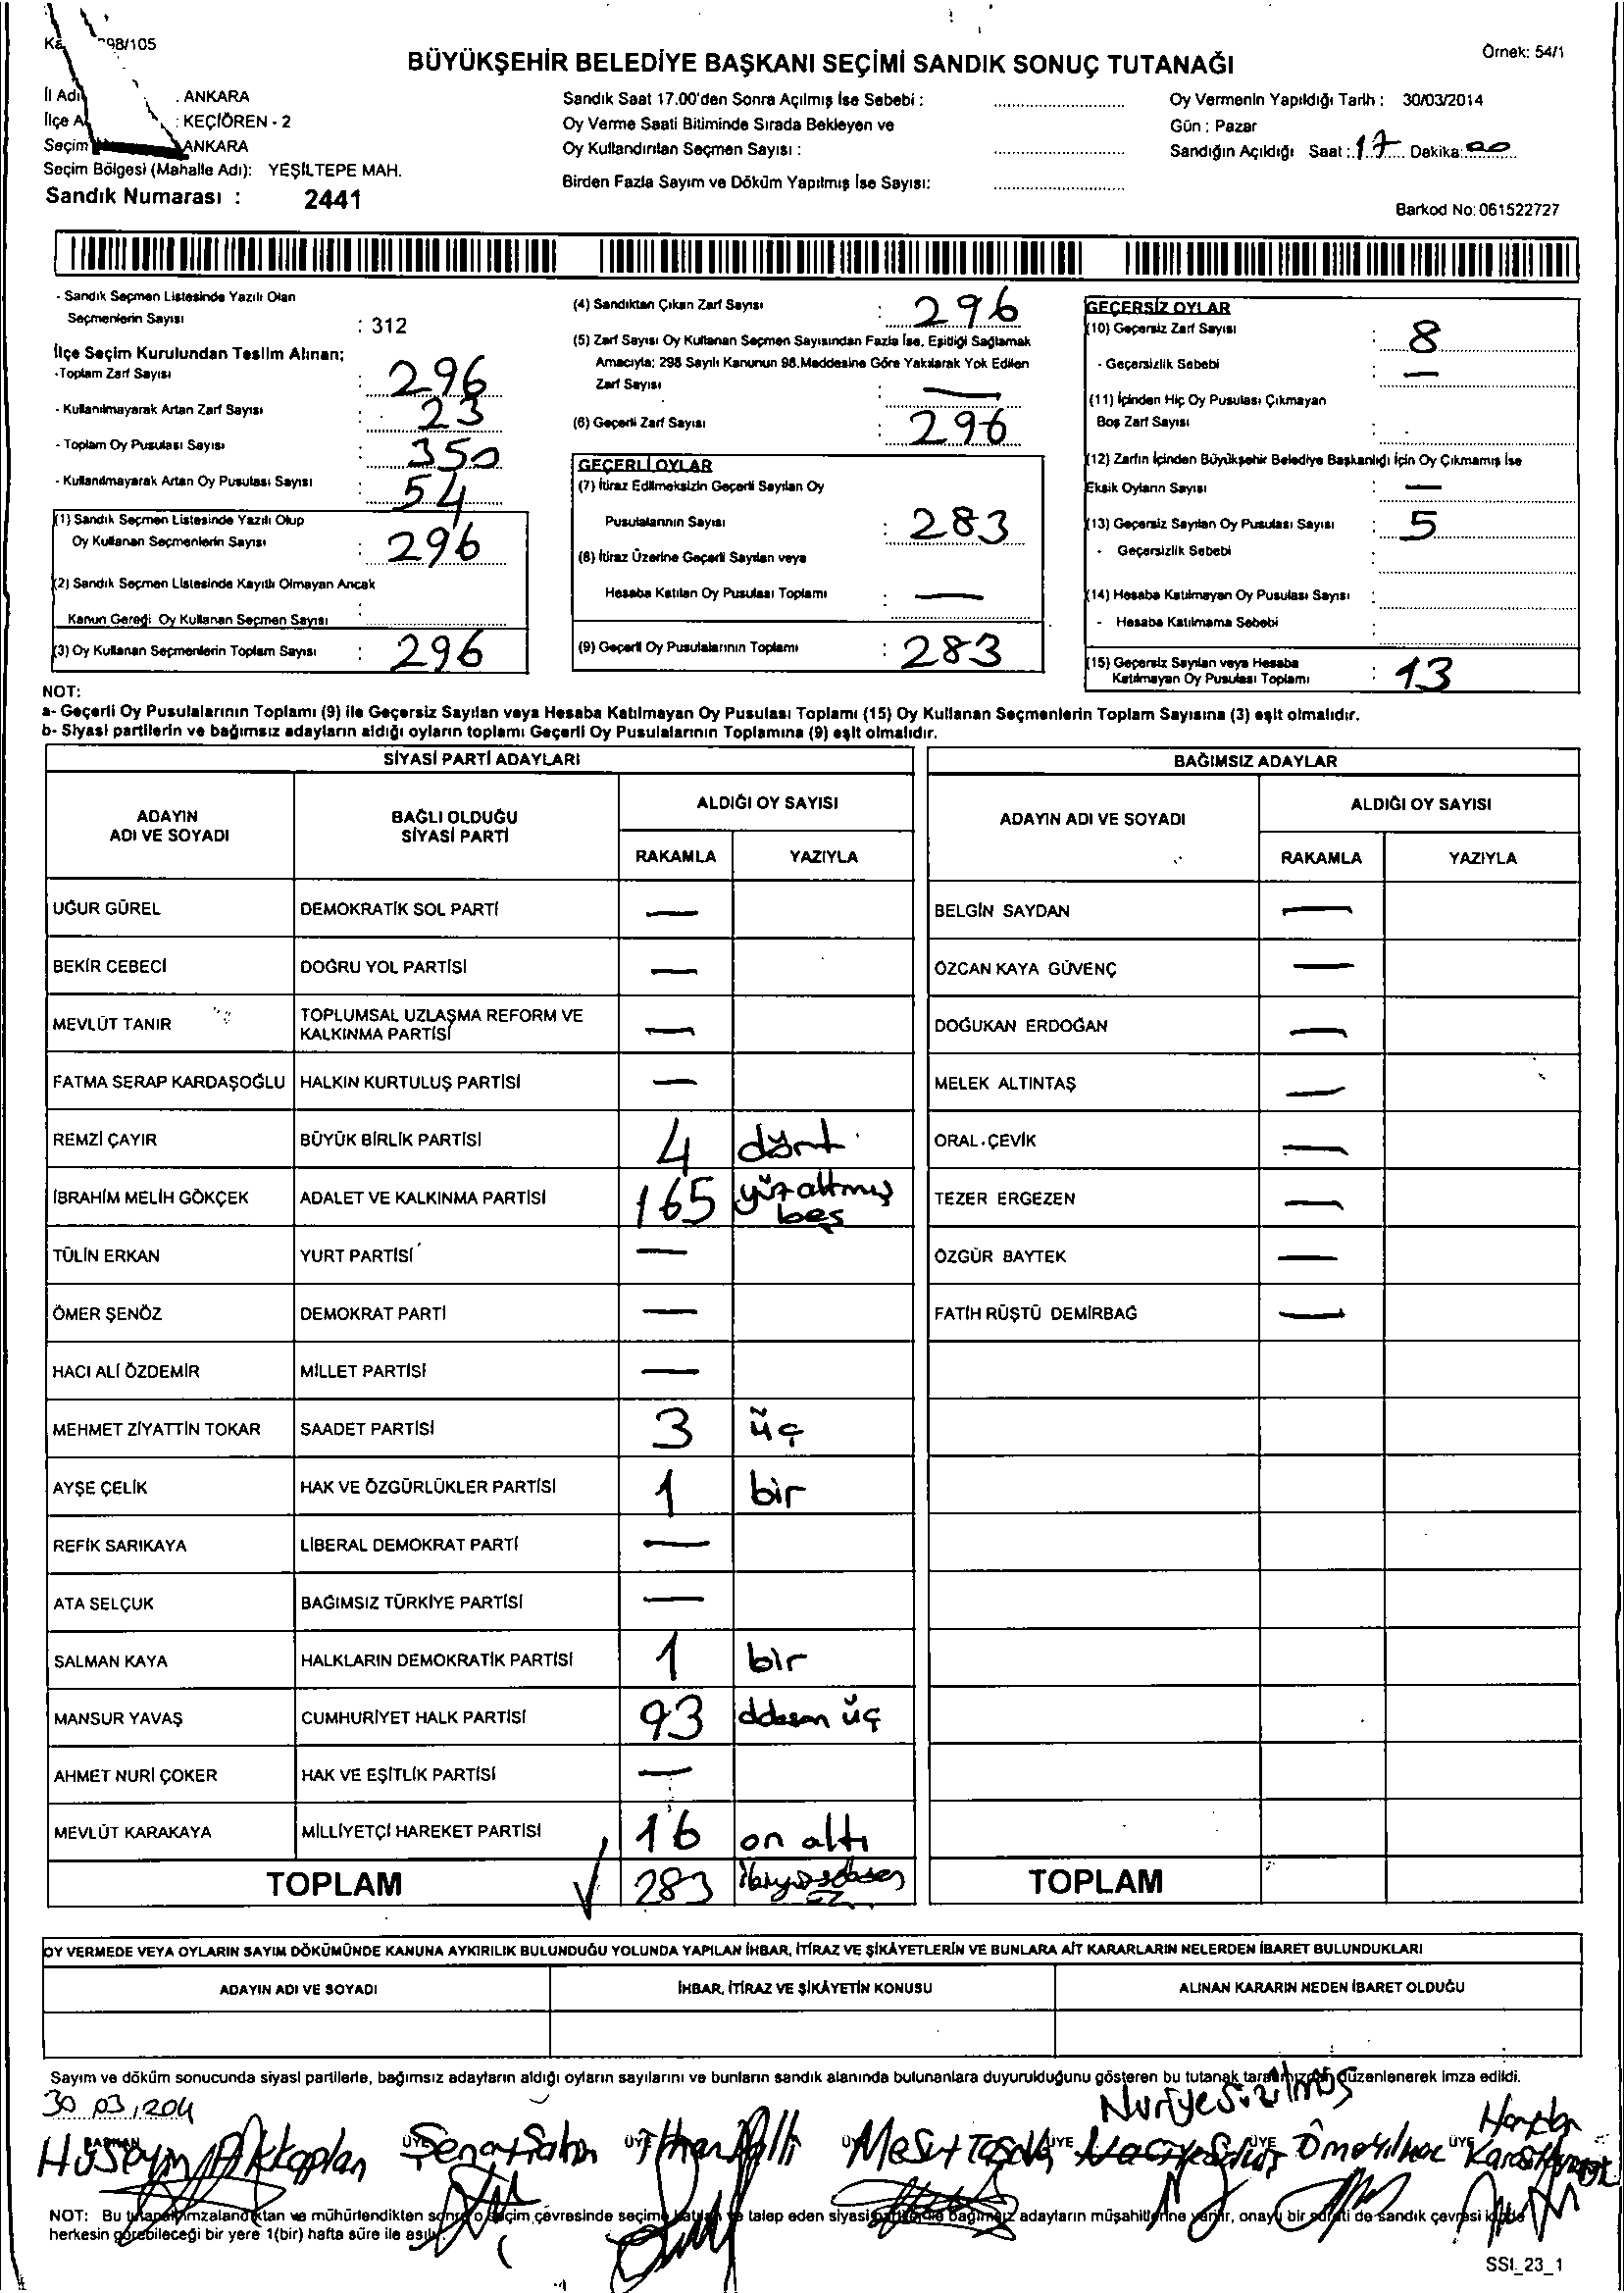 98/105
Örnek: 54/1
BÜYÜKŞEHİR BELEDİYE BAŞKANI SEÇİMİ SANDIK SONUÇ TUTANAĞI
İl Adı : ANKARA
: KEÇİÖREN - 2
Seçim ANKARA
Seçim Bölgesi (Mahalle Adı): YEŞİLTEPE MAH.
Sandık Numarası : 2441
Sandık Saat 17.00'den Sonra Açılmış İse Sebebi :
Oy Verme Saati Bitiminde Sırada Bekleyen ve
Oy Kullandırılan Seçmen Sayısı :
Birden Fazla Sayım ve Döküm Yapılmış İse Sayısı:
Oy Vermenin Yapıldığı Tarih : 30/03/2014
Gün : Pazar
Sandığın Açıldığı Saat : 17 Dakika: 00
Barkod No: 061522727
- Sandık Seçmen Listesinde Yazılı Olan
Seçmenlerin Sayısı : 312
İlçe Seçim Kurulundan Teslim Alınan;
-Toplam Zarf Sayısı : 296
- Kullanılmayarak Artan Zarf Sayısı : 23
- Toplam Oy Pusulası Sayısı : 350
- Kullanılmayarak Artan Oy Pusulası Sayısı : 54
(1) Sandık Seçmen Listesinde Yazılı Olup
Oy Kullanan Seçmenlerin Sayısı : 296
(2) Sandık Seçmen Listesinde Kayıtlı Olmayan Ancak
Kanun Gereği Oy Kullanan Seçmen Sayısı :
(3) Oy Kullanan Seçmenlerin Toplam Sayısı : 296
(4) Sandıktan Çıkan Zarf Sayısı : 296
(5) Zarf Sayısı Oy Kullanan Seçmen Sayısından Fazla İse, Eşitliği Sağlamak
Amacıyla; 298 Sayılı Kanunun 98.Maddesine Göre Yakılarak Yok Edilen
Zarf Sayısı : —
(6) Geçerli Zarf Sayısı : 296
GEÇERLİ OYLAR
(7) İtiraz Edilmeksizin Geçerli Sayılan Oy
Pusulalarının Sayısı : 283
(8) İtiraz Üzerine Geçerli Sayılan veya
Hesaba Katılan Oy Pusulası Toplamı : —
(9) Geçerli Oy Pusulalarının Toplamı : 283
GEÇERSİZ OYLAR
(10) Geçersiz Zarf Sayısı : 8
- Geçersizlik Sebebi : —
(11) İçinden Hiç Oy Pusulası Çıkmayan
Boş Zarf Sayısı :
(12) Zarfın İçinden Büyükşehir Belediye Başkanlığı İçin Oy Çıkmamış İse
Eksik Oyların Sayısı : —
(13) Geçersiz Sayılan Oy Pusulası Sayısı : 5
- Geçersizlik Sebebi :
(14) Hesaba Katılmayan Oy Pusulası Sayısı :
- Hesaba Katılmama Sebebi :
(15) Geçersiz Sayılan veya Hesaba
Katılmayan Oy Pusulası Toplamı : 13
NOT:
a- Geçerli Oy Pusulalarının Toplamı (9) ile Geçersiz Sayılan veya Hesaba Katılmayan Oy Pusulası Toplamı (15) Oy Kullanan Seçmenlerin Toplam Sayısına (3) eşit olmalıdır.
b- Siyasi partilerin ve bağımsız adayların aldığı oyların toplamı Geçerli Oy Pusulalarının Toplamına (9) eşit olmalıdır.
SİYASİ PARTİ ADAYLARI
ADAYIN ADI VE SOYADI BAĞLI OLDUĞU SİYASİ PARTİ ALDIĞI OY SAYISI
RAKAMLA YAZIYLA
UĞUR GÜREL DEMOKRATİK SOL PARTİ —
BEKİR CEBECİ DOĞRU YOL PARTİSİ —
MEVLÜT TANIR TOPLUMSAL UZLAŞMA REFORM VE KALKINMA PARTİSİ —
FATMA SERAP KARDAŞOĞLU HALKIN KURTULUŞ PARTİSİ —
REMZİ ÇAYIR BÜYÜK BİRLİK PARTİSİ 4 dört
İBRAHİM MELİH GÖKÇEK ADALET VE KALKINMA PARTİSİ 165 yüzaltmış beş
TÜLİN ERKAN YURT PARTİSİ —
ÖMER ŞENÖZ DEMOKRAT PARTİ —
HACI ALİ ÖZDEMİR MİLLET PARTİSİ —
MEHMET ZİYATTİN TOKAR SAADET PARTİSİ 3 üç
AYŞE ÇELİK HAK VE ÖZGÜRLÜKLER PARTİSİ 1 bir
REFİK SARIKAYA LİBERAL DEMOKRAT PARTİ —
ATA SELÇUK BAĞIMSIZ TÜRKİYE PARTİSİ —
SALMAN KAYA HALKLARIN DEMOKRATİK PARTİSİ 1 bir
MANSUR YAVAŞ CUMHURİYET HALK PARTİSİ 93 üç
AHMET NURİ ÇOKER HAK VE EŞİTLİK PARTİSİ —
MEVLÜT KARAKAYA MİLLİYETÇİ HAREKET PARTİSİ 16 on altı
TOPLAM 283
BAĞIMSIZ ADAYLAR
ADAYIN ADI VE SOYADI ALDIĞI OY SAYISI
RAKAMLA YAZIYLA
BELGİN SAYDAN —
ÖZCAN KAYA GÜVENÇ —
DOĞUKAN ERDOĞAN —
MELEK ALTINTAŞ —
ORAL ÇEVİK —
TEZER ERGEZEN —
ÖZGÜR BAYTEK —
FATİH RÜŞTÜ DEMİRBAĞ —
TOPLAM
OY VERMEDE VEYA OYLARIN SAYIM DÖKÜMÜNDE KANUNA AYKIRILIK BULUNDUĞU YOLUNDA YAPILAN İHBAR, İTİRAZ VE ŞİKÂYETLERİN VE BUNLARA AİT KARARLARIN NELERDEN İBARET BULUNDUKLARI
ADAYIN ADI VE SOYADI İHBAR, İTİRAZ VE ŞİKÂYETİN KONUSU ALINAN KARARIN NEDEN İBARET OLDUĞU
Sayım ve döküm sonucunda siyasi partilerle, bağımsız adayların aldığı oyların sayılarını ve bunların sandık alanında bulunanlara duyurulduğunu gösteren bu tutanak tarafımızdan düzenlenerek imza edildi.
30.03.2014
Nuriye
BAŞKAN ÜYE ÜYE ÜYE ÜYE ÜYE ÜYE
Hüseyin Akkaplan Şenay Şahin Mesut
NOT: Bu tutanak imzalandıktan ve mühürlendikten sonra o seçim çevresinde seçime katılan ve talep eden siyasi partilerle bağımsız adayların müşahitlerine verilir, onaylı bir sureti de sandık çevresi içinde
herkesin görebileceği bir yere 1(bir) hafta süre ile asılır.
SSI_23_1